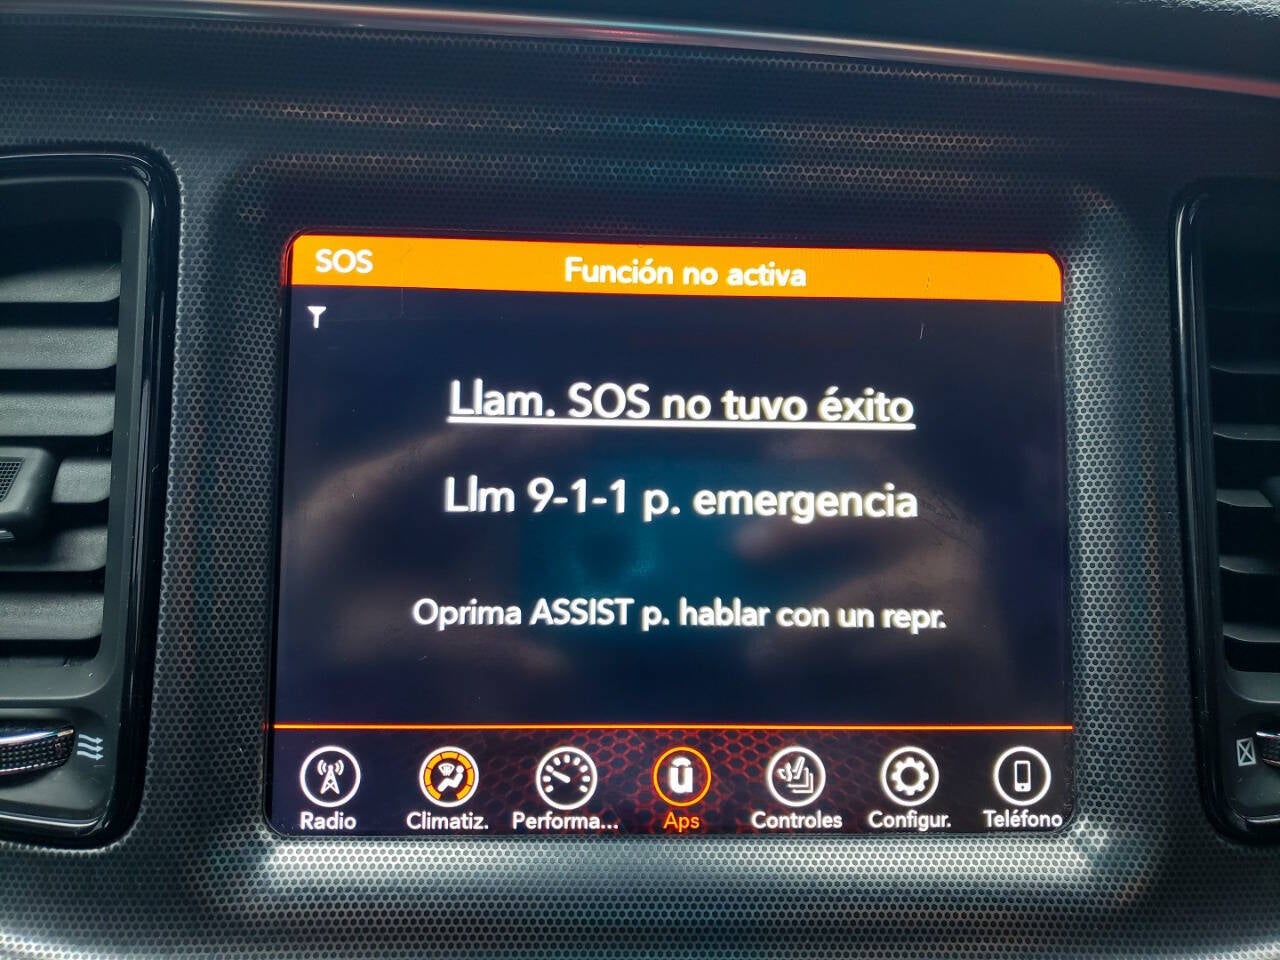 SOS
Función no activa
Llam. SOS no tuvo éxito
Llm 9-1-1 p. emergencia
Oprima ASSIST p. hablar con un repr.
Radio
Climatiz.
Performa...
Aps
Controles
Configur.
Teléfono